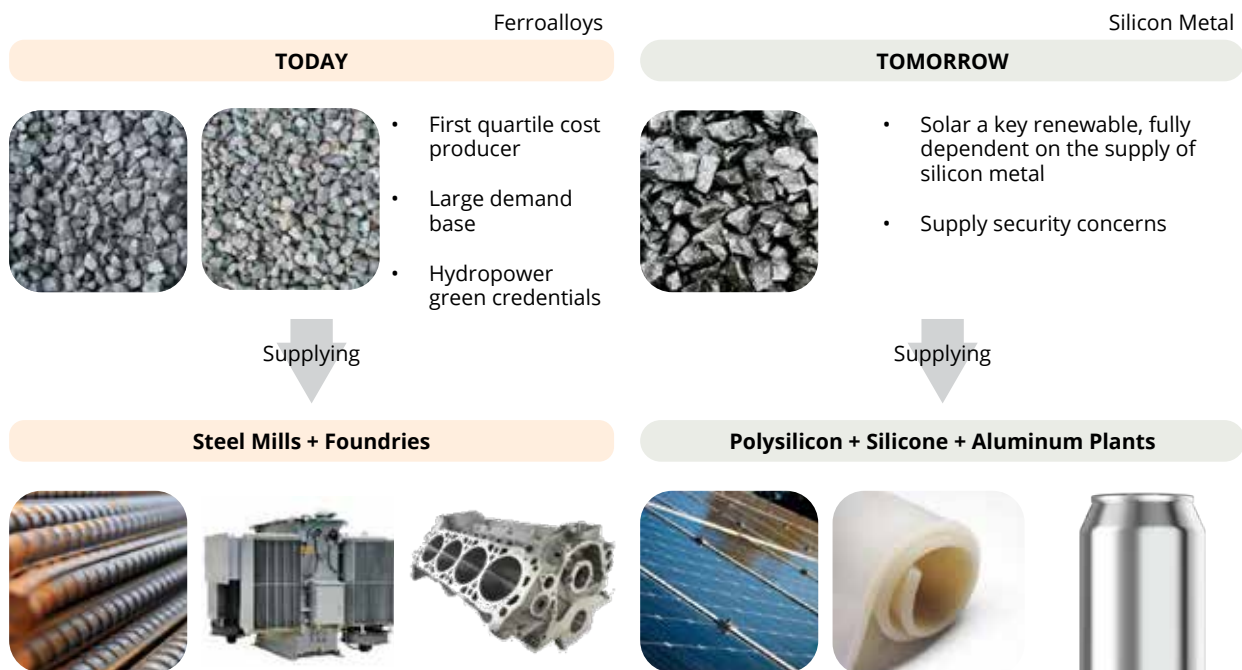 Ferroalloys
TODAY
• First quartile cost
producer
• Large demand
base
• Hydropower
green credentials
Supplying
Steel Mills + Foundries
Silicon Metal
TOMORROW
• Solar a key renewable, fully
dependent on the supply of
silicon metal
• Supply security concerns
Supplying
Polysilicon + Silicone + Aluminum Plants